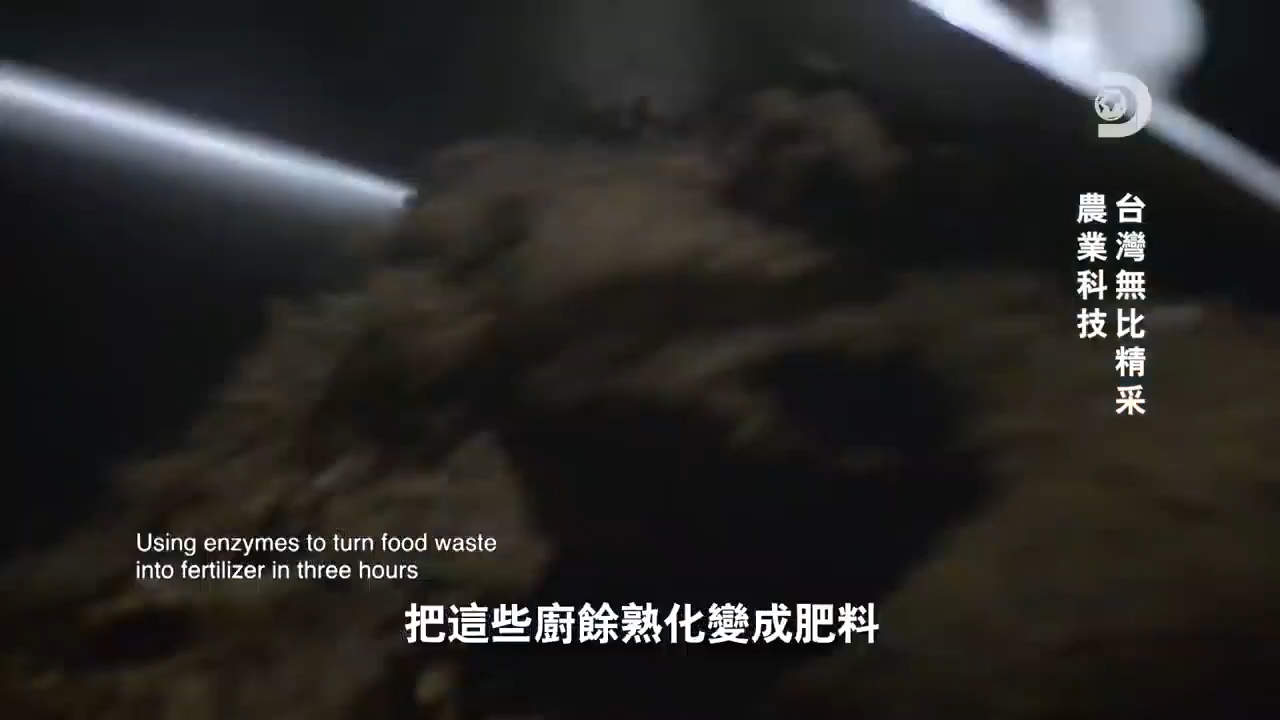 台灣無比精采
農業科技
Using enzymes to turn food waste
into fertilizer in three hours
把這些廚餘熟化變成肥料